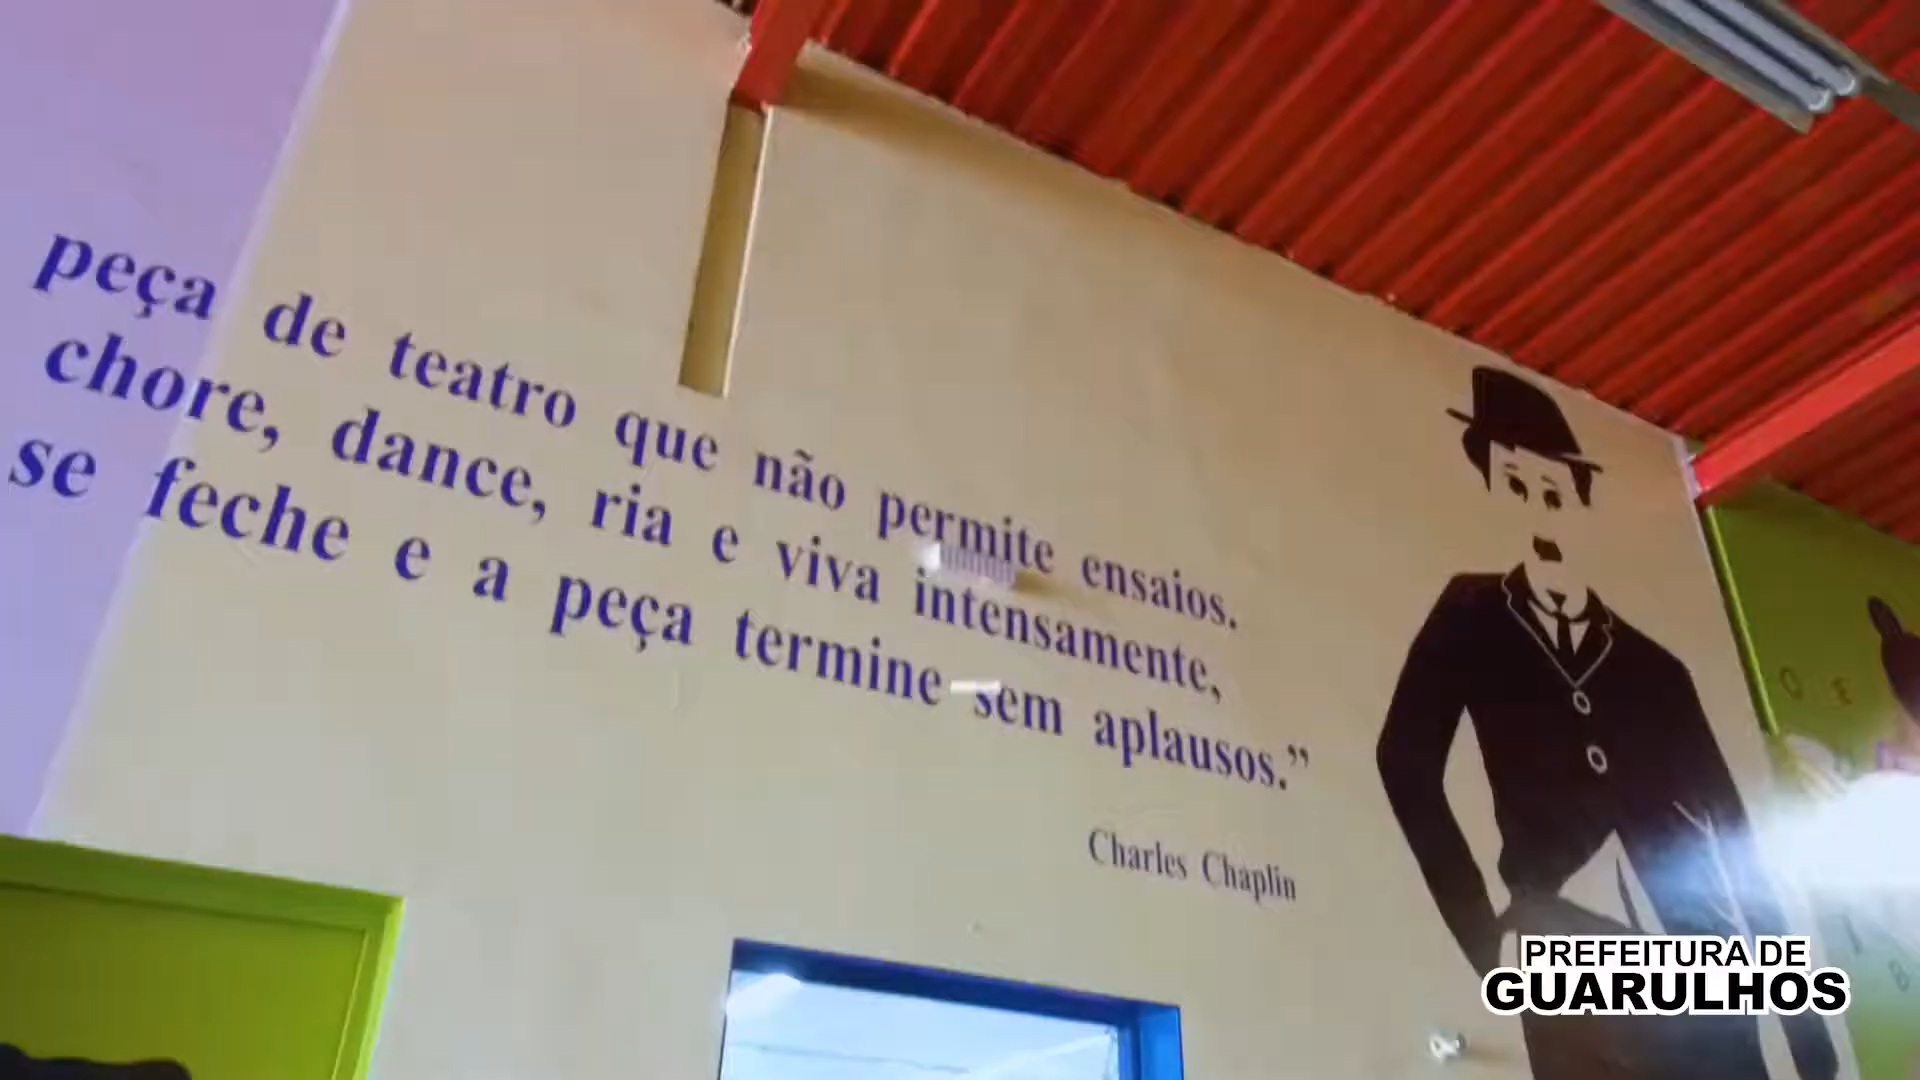 peça de teatro que não permite ensaios.
chore, dance, ria e viva intensamente,
se feche e a peça termine sem aplausos.”
Charles Chaplin
PREFEITURA DE
GUARULHOS